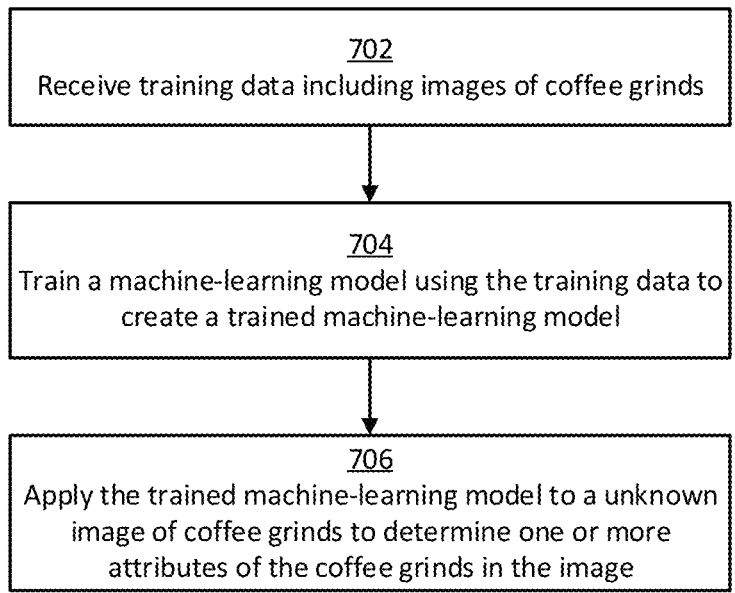 702
Receive training data including images of coffee grinds
704
Train a machine-learning model using the training data to
create a trained machine-learning model
706
Apply the trained machine-learning model to a unknown
image of coffee grinds to determine one or more
attributes of the coffee grinds in the image